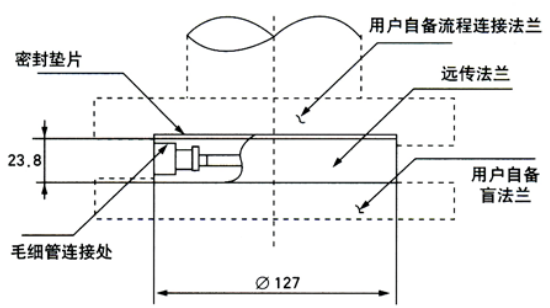 用户自备流程连接法兰
密封垫片
远传法兰
23.8
用户自备
盲法兰
毛细管连接处
∅127